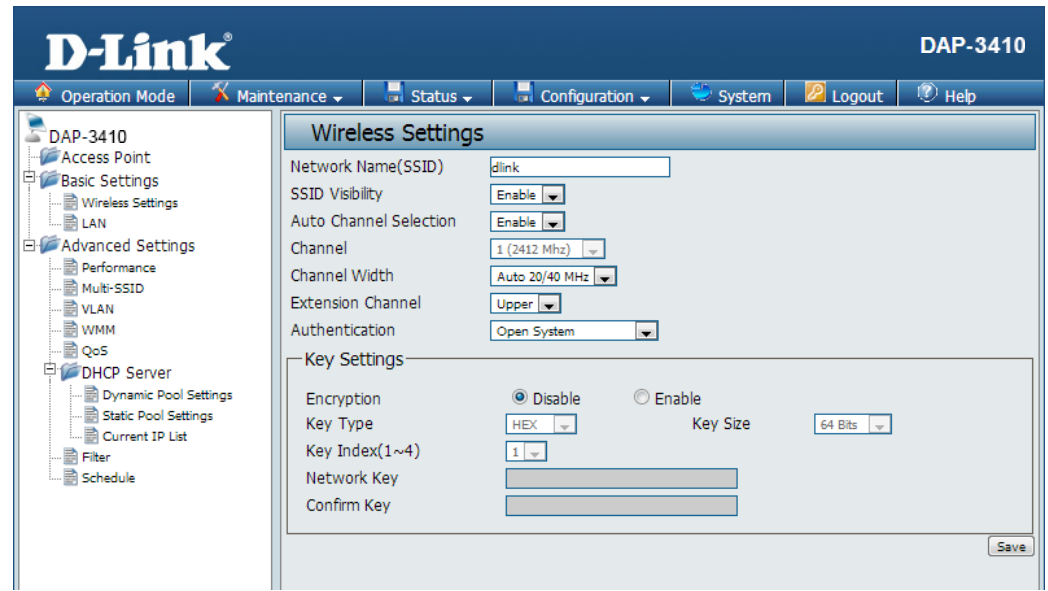 D-Link®
DAP-3410
Operation Mode Maintenance Status Configuration System Logout Help
DAP-3410
Access Point
Basic Settings
Wireless Settings
LAN
Advanced Settings
Performance
Multi-SSID
VLAN
WMM
QoS
DHCP Server
Dynamic Pool Settings
Static Pool Settings
Current IP List
Filter
Schedule
Wireless Settings
Network Name(SSID) dlink
SSID Visibility Enable
Auto Channel Selection Enable
Channel 1 (2412 Mhz)
Channel Width Auto 20/40 MHz
Extension Channel Upper
Authentication Open System
Key Settings
Encryption Disable Enable
Key Type HEX Key Size 64 Bits
Key Index(1~4) 1
Network Key
Confirm Key
Save